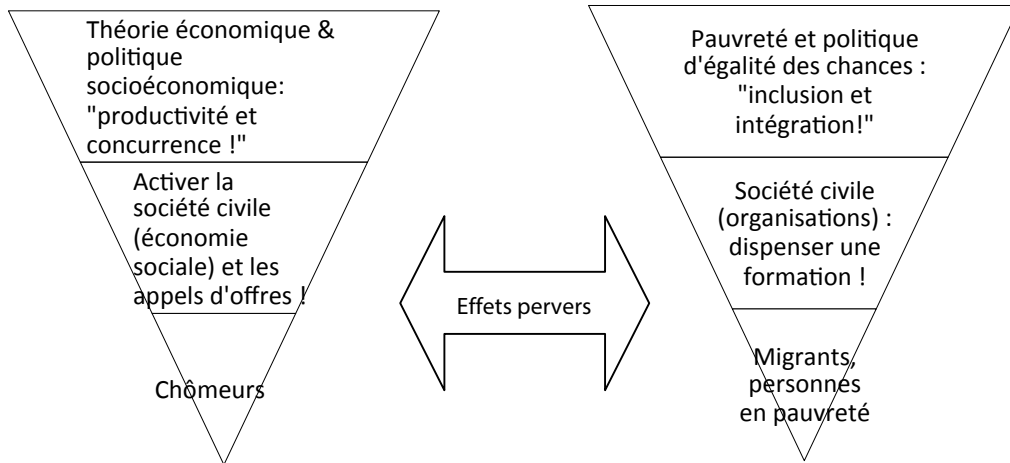 Théorie économique &
politique
socioéconomique:
"productivité et
concurrence !"
Activer la
société civile
(économie
sociale) et les
appels d'offres !
Chômeurs
Effets pervers
Pauvreté et politique
d'égalité des chances :
"inclusion et
intégration!"
Société civile
(organisations) :
dispenser une
formation !
Migrants,
personnes
en pauvreté